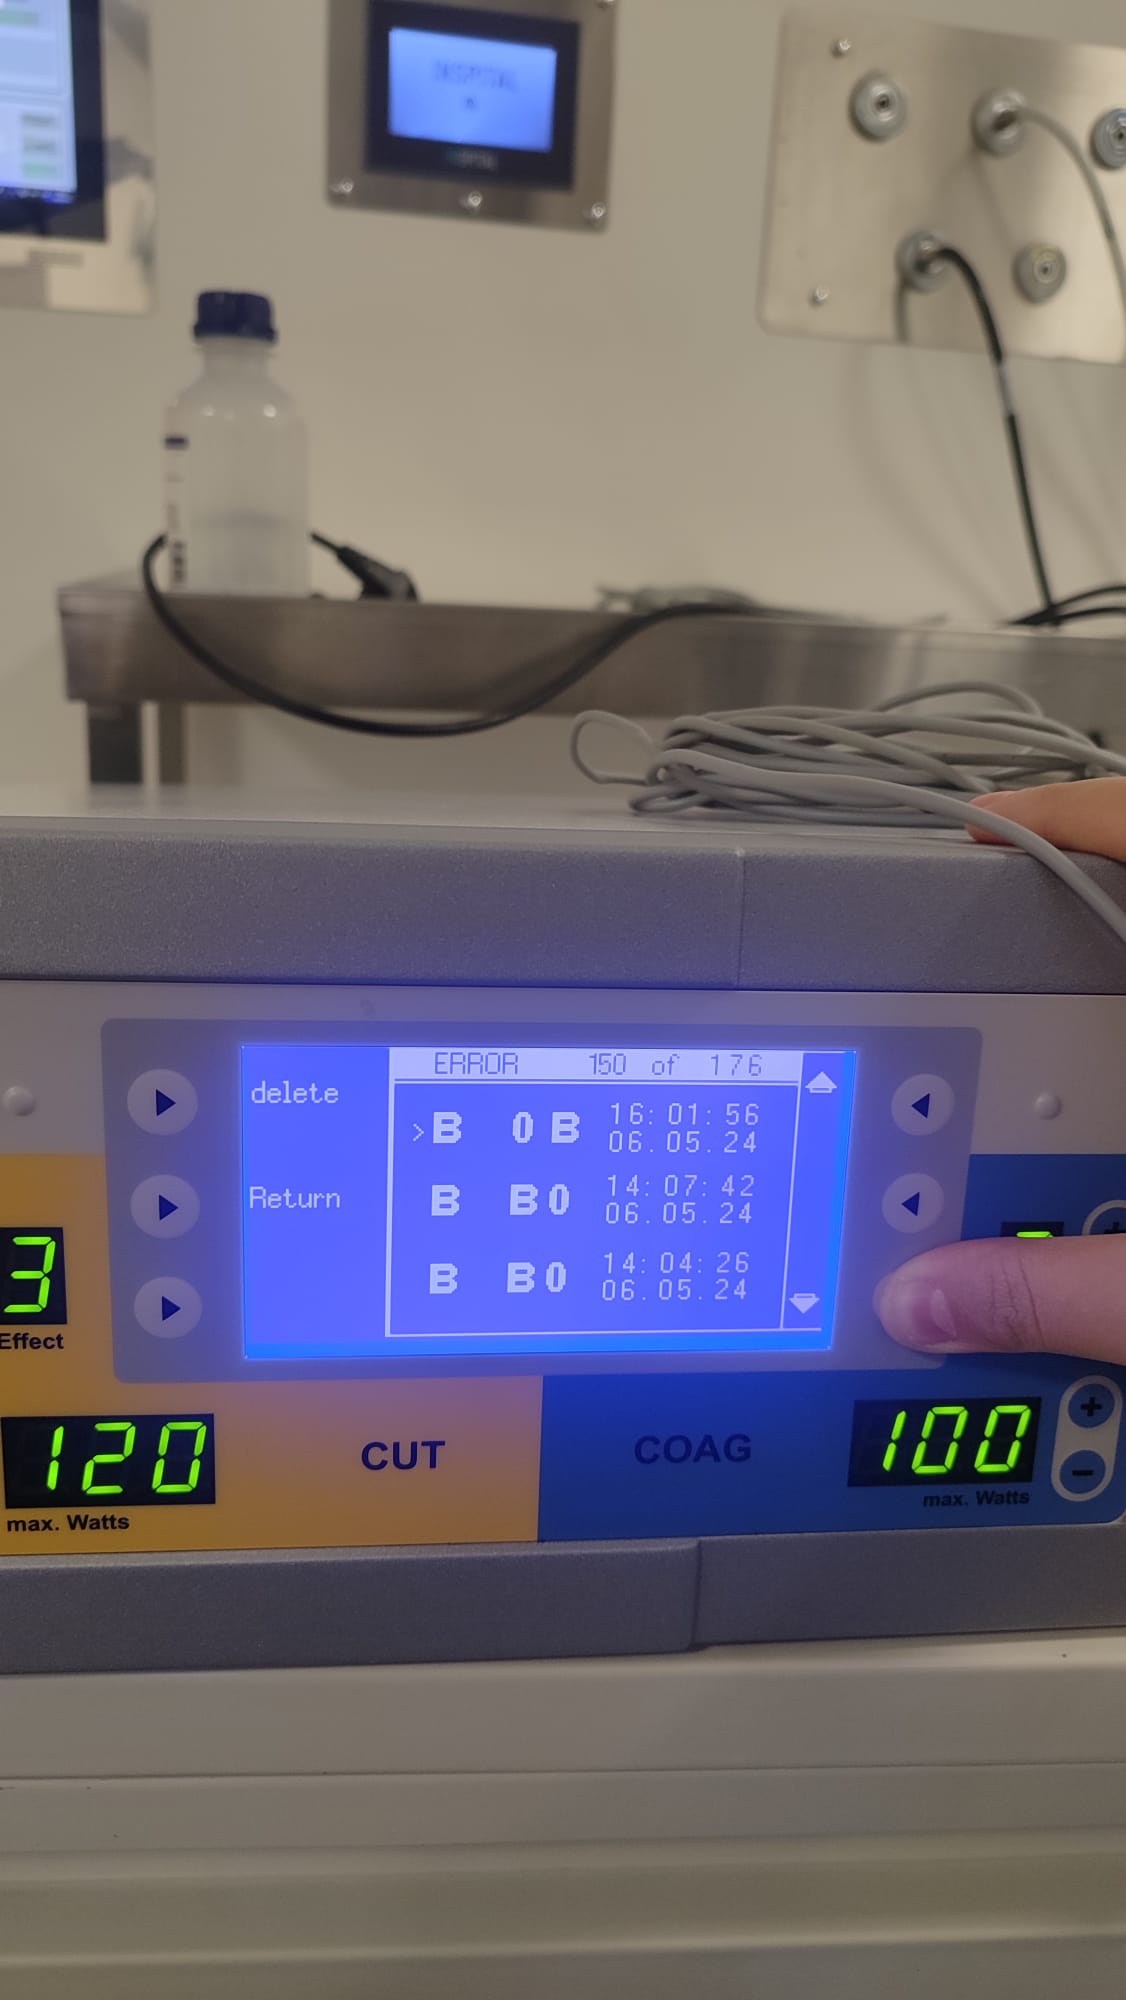 ERROR 150 of 176
delete
>B 0B 16:01:56
06.05.24
Return
B B0 14:07:42
06.05.24
B B0 14:04:26
06.05.24
3
Effect
120
CUT
COAG
100
max. Watts
max. Watts